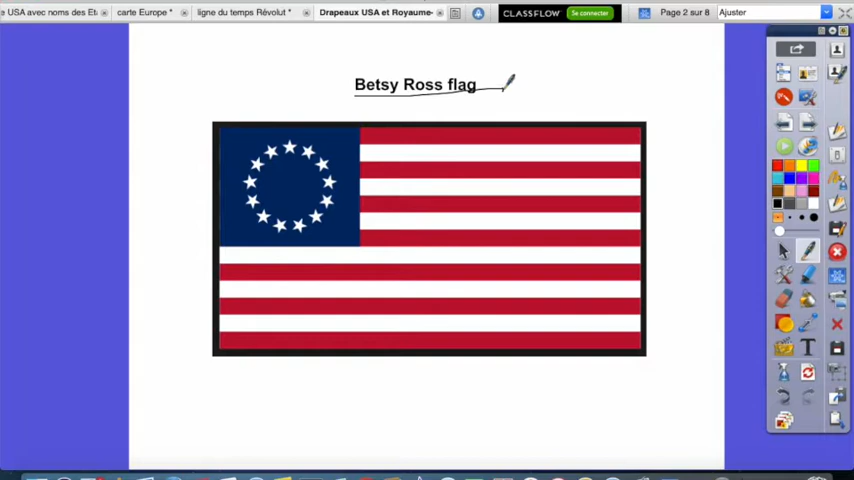 e USA avec noms des Et
carte Europe *
ligne du temps Révolut *
Drapeaux USA et Royaume-
CLASSFLOW
Se connecter
Page 2 sur 8
Ajuster
Betsy Ross flag
T